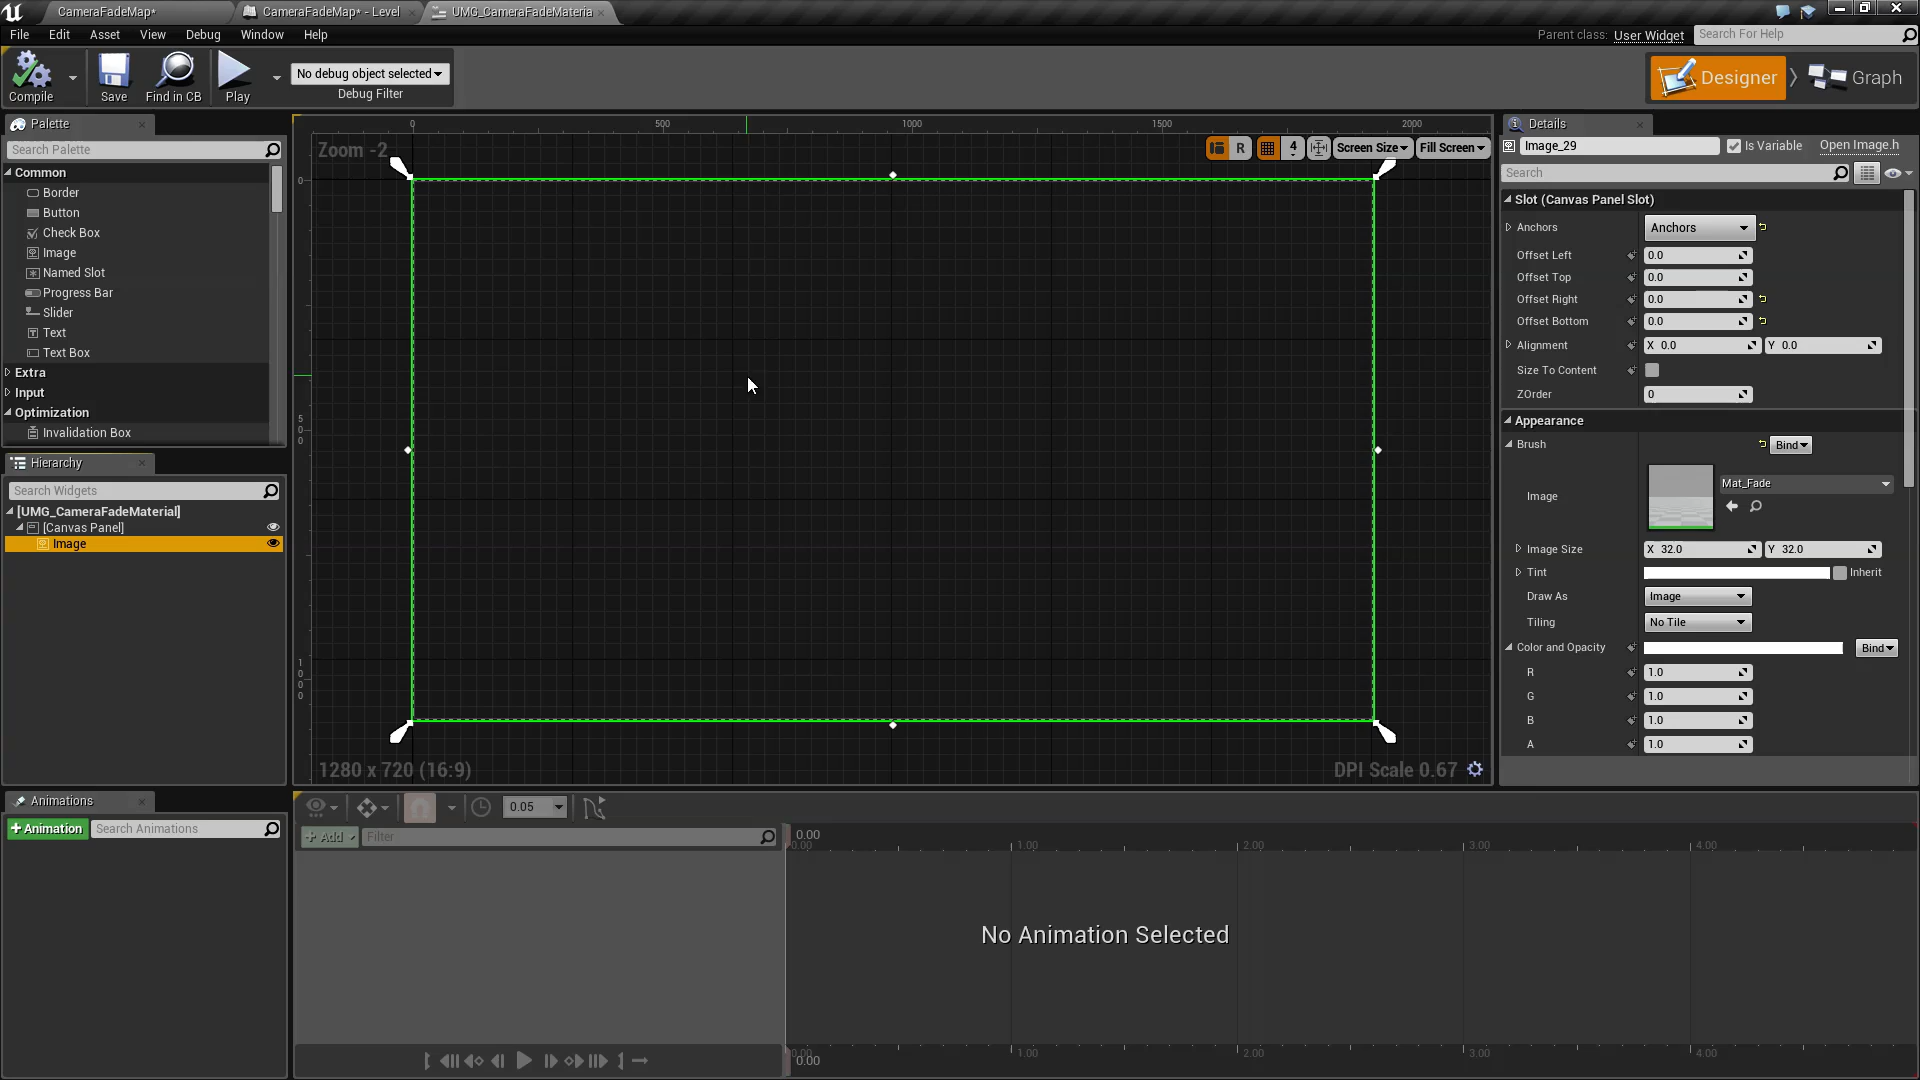 CameraFadeMap*
CameraFadeMap* - Level
UMG_CameraFadeMateria
File Edit Asset View Debug Window Help
Parent class: User Widget
Search For Help
Compile
Save
Find in CB
Play
No debug object selected
Debug Filter
Designer
Graph
Palette
Search Palette
Common
Border
Button
Check Box
Image
Named Slot
Progress Bar
Slider
Text
Text Box
Extra
Input
Optimization
Invalidation Box
Hierarchy
Search Widgets
[UMG_CameraFadeMaterial]
[Canvas Panel]
Image
Animations
+ Animation
Search Animations
0 500 1000 1500 2000
Zoom -2
R
4
Screen Size
Fill Screen
0
500
1000
1280 x 720 (16:9)
DPI Scale 0.67
0.05
+ Add
Filter
0.00
0.00 1.00 2.00 3.00 4.00
No Animation Selected
0.00 1.00 2.00 3.00 4.00
0.00
Details
Image_29
Is Variable
Open Image.h
Search
Slot (Canvas Panel Slot)
Anchors Anchors
Offset Left 0.0
Offset Top 0.0
Offset Right 0.0
Offset Bottom 0.0
Alignment X 0.0 Y 0.0
Size To Content
ZOrder 0
Appearance
Brush Bind
Image Mat_Fade
Image Size X 32.0 Y 32.0
Tint Inherit
Draw As Image
Tiling No Tile
Color and Opacity Bind
R 1.0
G 1.0
B 1.0
A 1.0